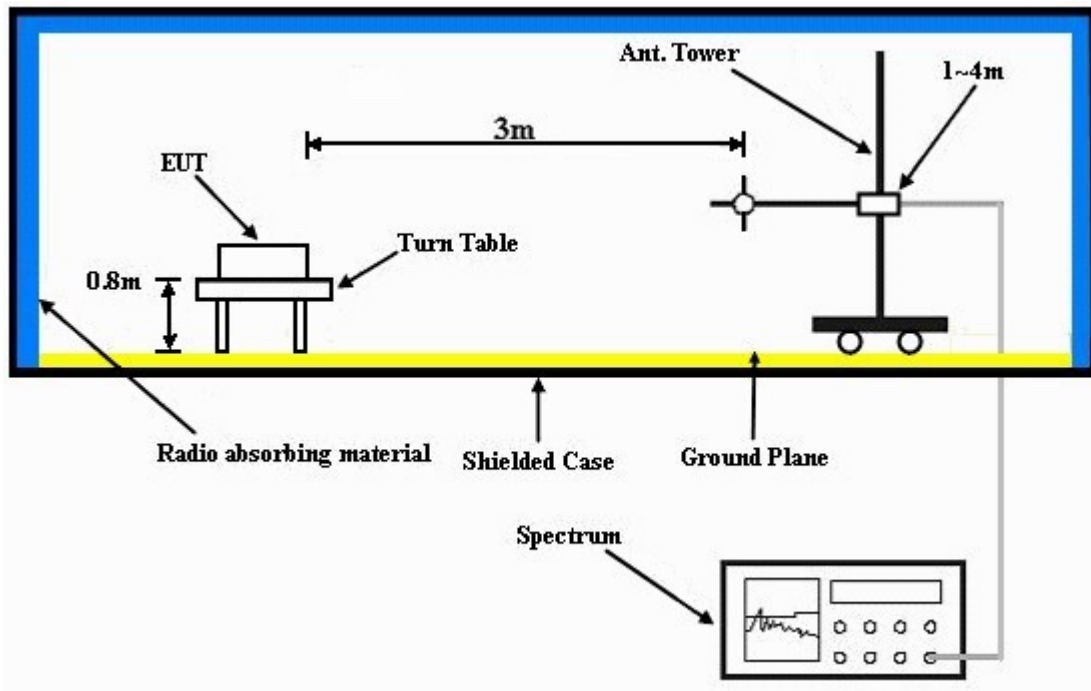 Ant. Tower
1~4m
3m
EUT
Turn Table
0.8m
Radio absorbing material
Shielded Case
Ground Plane
Spectrum